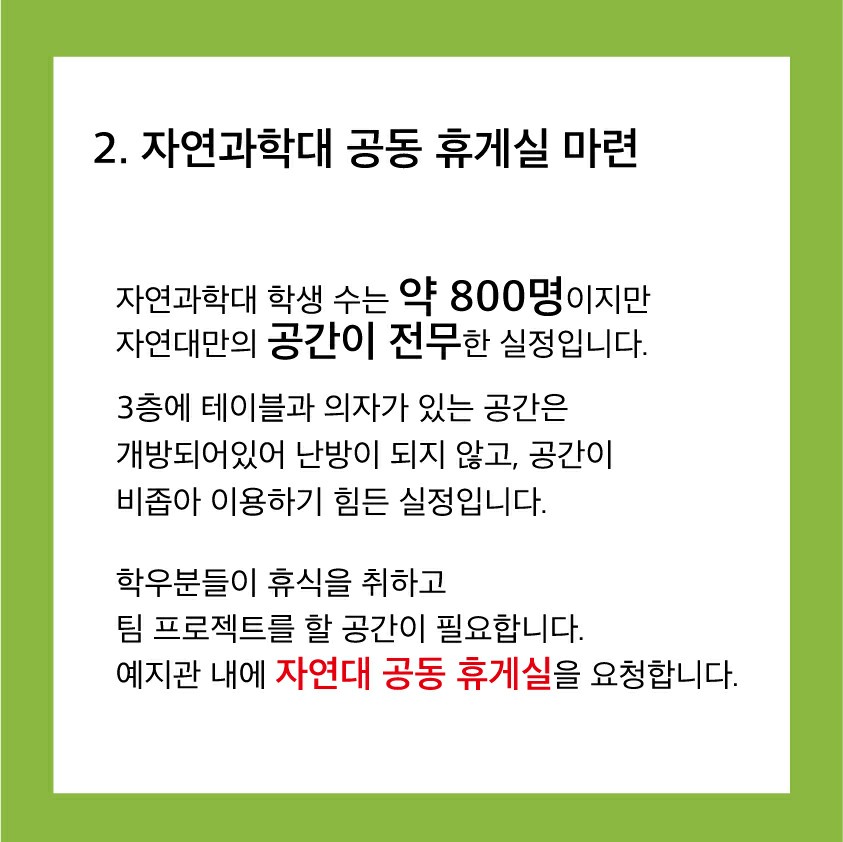 2. 자연과학대 공동 휴게실 마련
자연과학대 학생 수는 약 800명이지만
자연대만의 공간이 전무한 실정입니다.
3층에 테이블과 의자가 있는 공간은
개방되어있어 난방이 되지 않고, 공간이
비좁아 이용하기 힘든 실정입니다.
학우분들이 휴식을 취하고
팀 프로젝트를 할 공간이 필요합니다.
예지관 내에 자연대 공동 휴게실을 요청합니다.